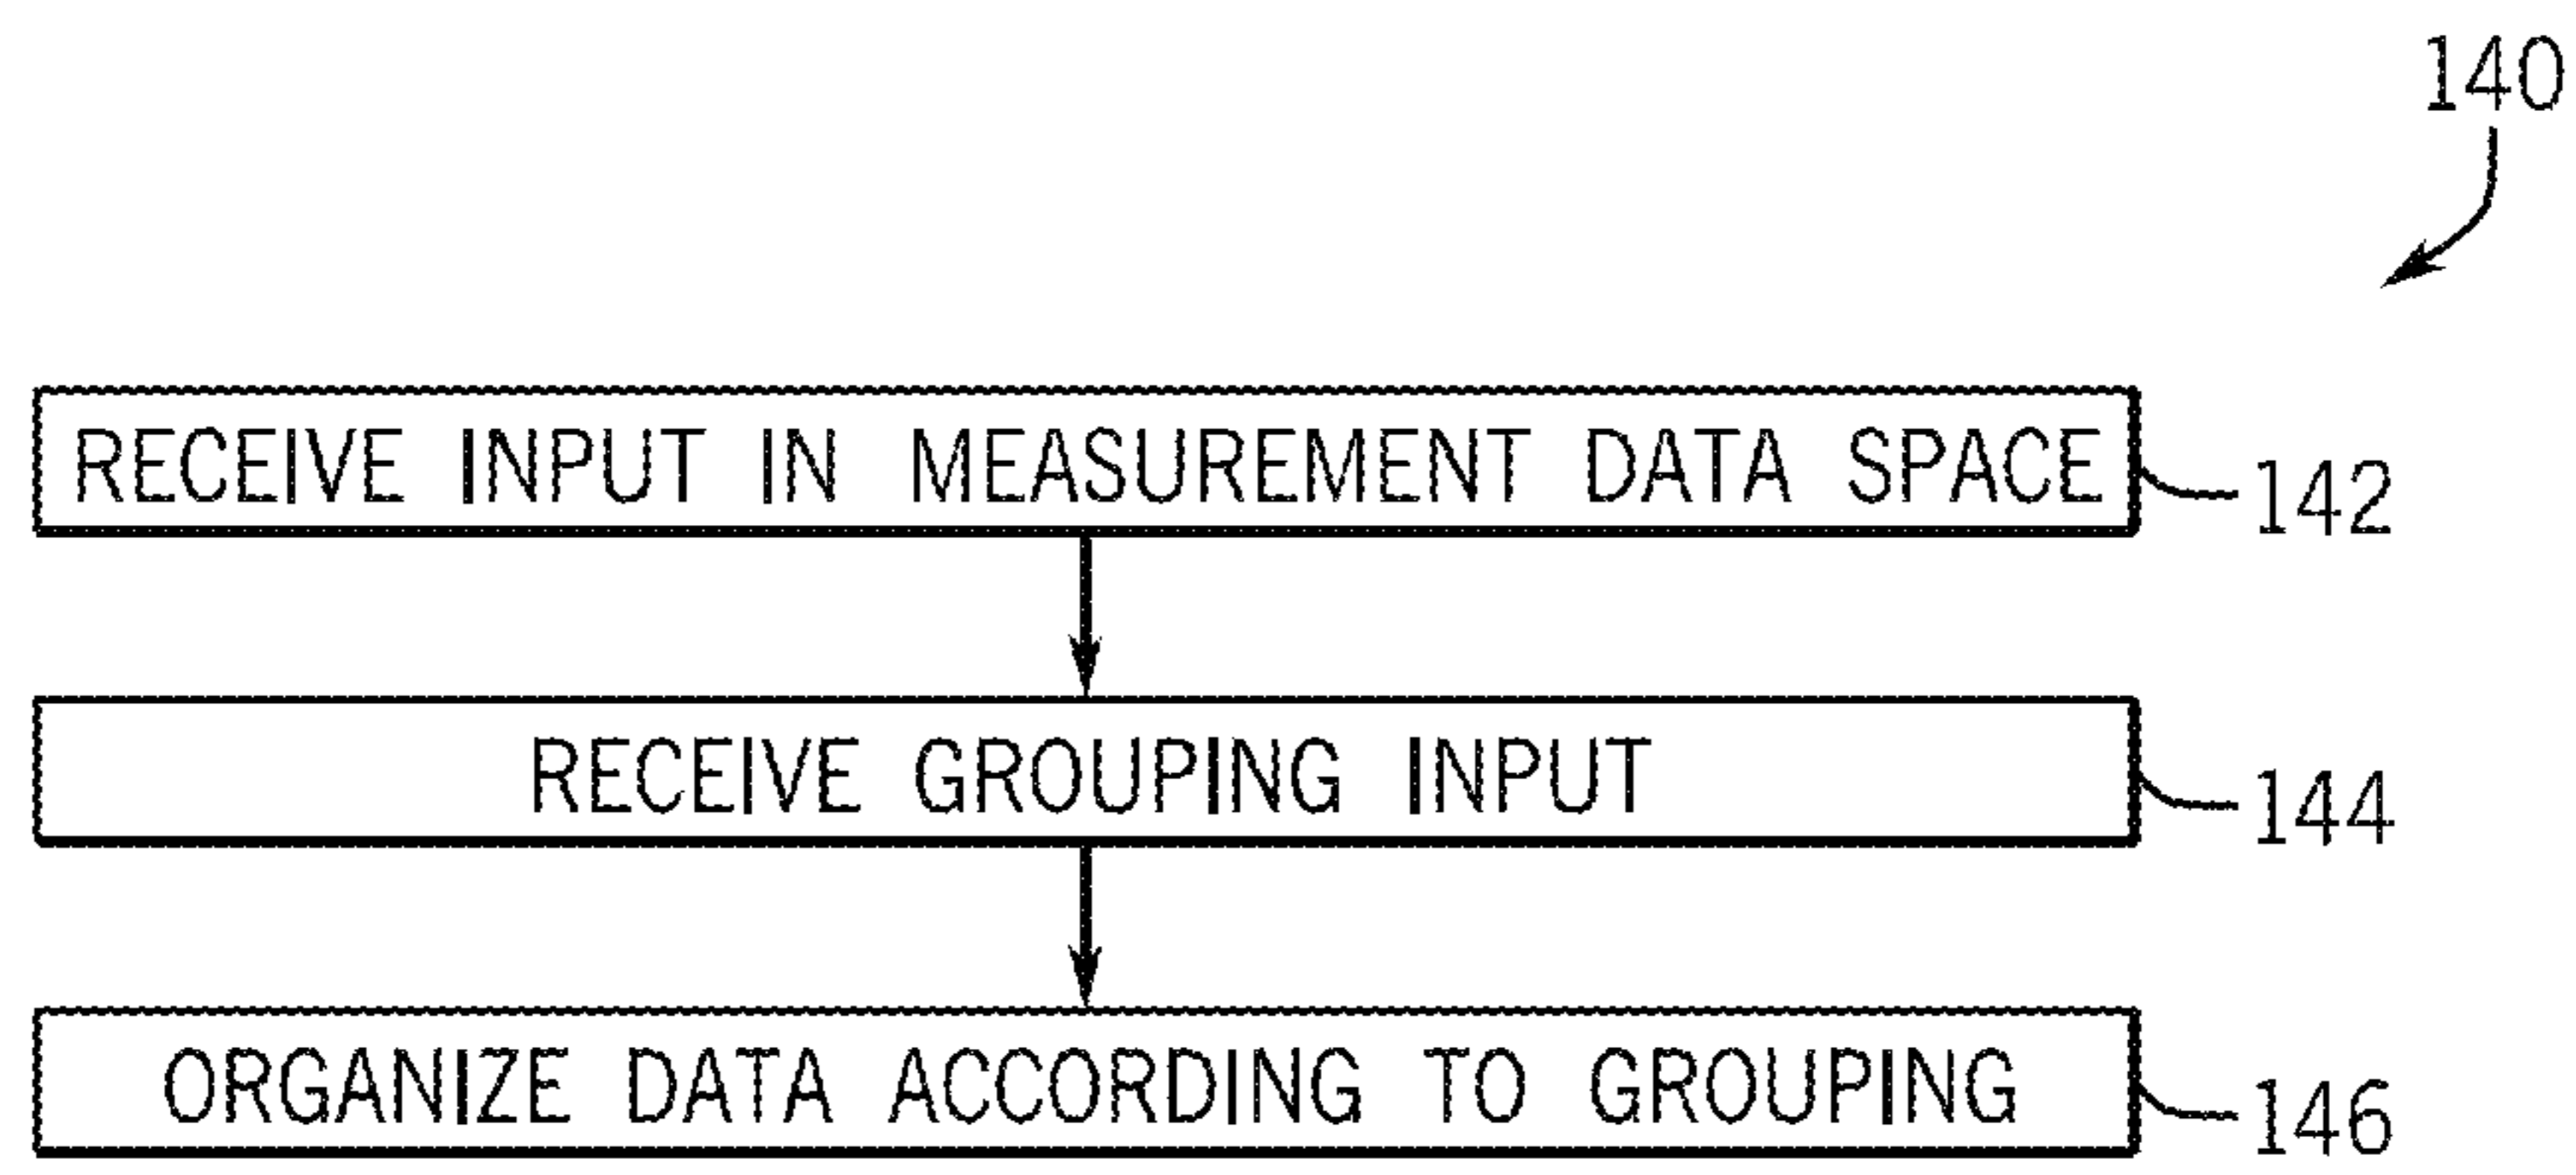 140
RECEIVE INPUT IN MEASUREMENT DATA SPACE
142
RECEIVE GROUPING INPUT
144
ORGANIZE DATA ACCORDING TO GROUPING
146